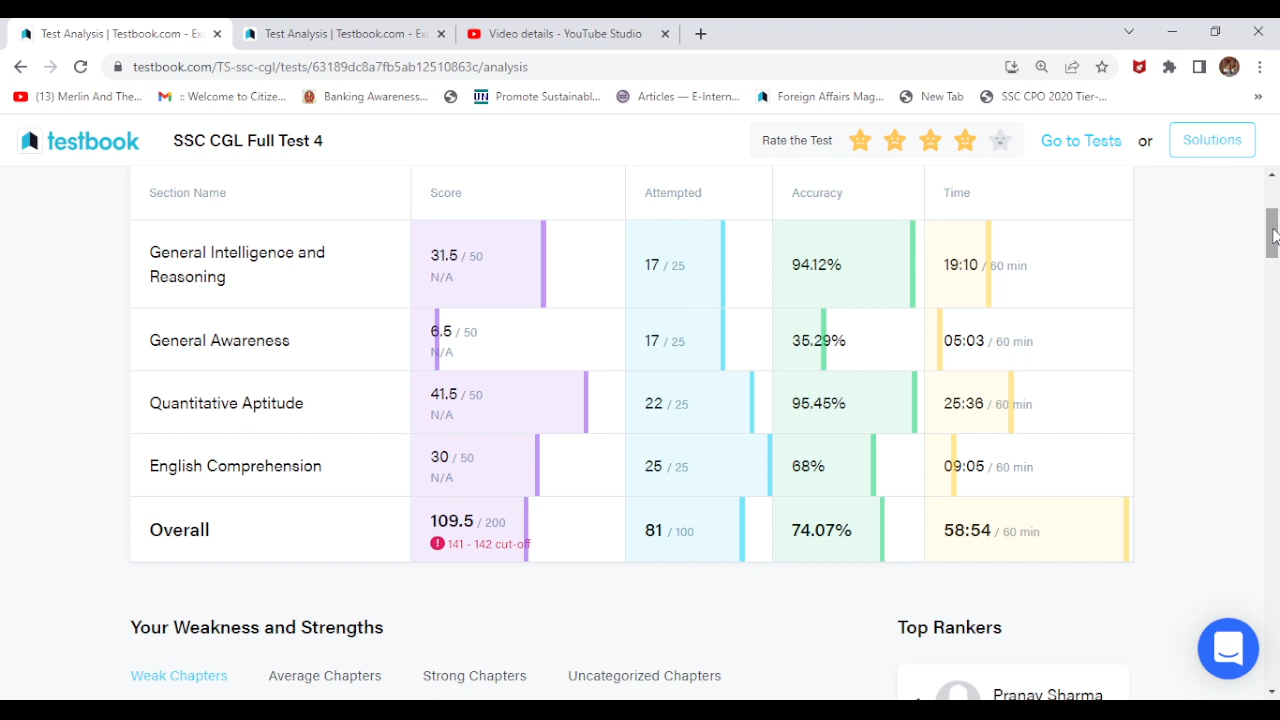 Test Analysis | Testbook.com - Ex
Test Analysis | Testbook.com - Ex
Video details - YouTube Studio
testbook.com/TS-ssc-cgl/tests/63189dc8a7fb5ab12510863c/analysis
(13) Merlin And The...
:: Welcome to Citize...
Banking Awareness...
UN Promote Sustainabl...
Articles — E-Intern...
Foreign Affairs Mag...
New Tab
SSC CPO 2020 Tier-...
»
testbook
SSC CGL Full Test 4
Rate the Test
Go to Tests or Solutions
Section Name Score Attempted Accuracy Time
General Intelligence and
Reasoning
31.5 / 50
N/A
17 / 25
94.12%
19:10 / 60 min
General Awareness
6.5 / 50
N/A
17 / 25
35.29%
05:03 / 60 min
Quantitative Aptitude
41.5 / 50
N/A
22 / 25
95.45%
25:36 / 60 min
English Comprehension
30 / 50
N/A
25 / 25
68%
09:05 / 60 min
Overall
109.5 / 200
! 141 - 142 cut-off
81 / 100
74.07%
58:54 / 60 min
Your Weakness and Strengths
Top Rankers
Weak Chapters Average Chapters Strong Chapters Uncategorized Chapters
Pranav Sharma